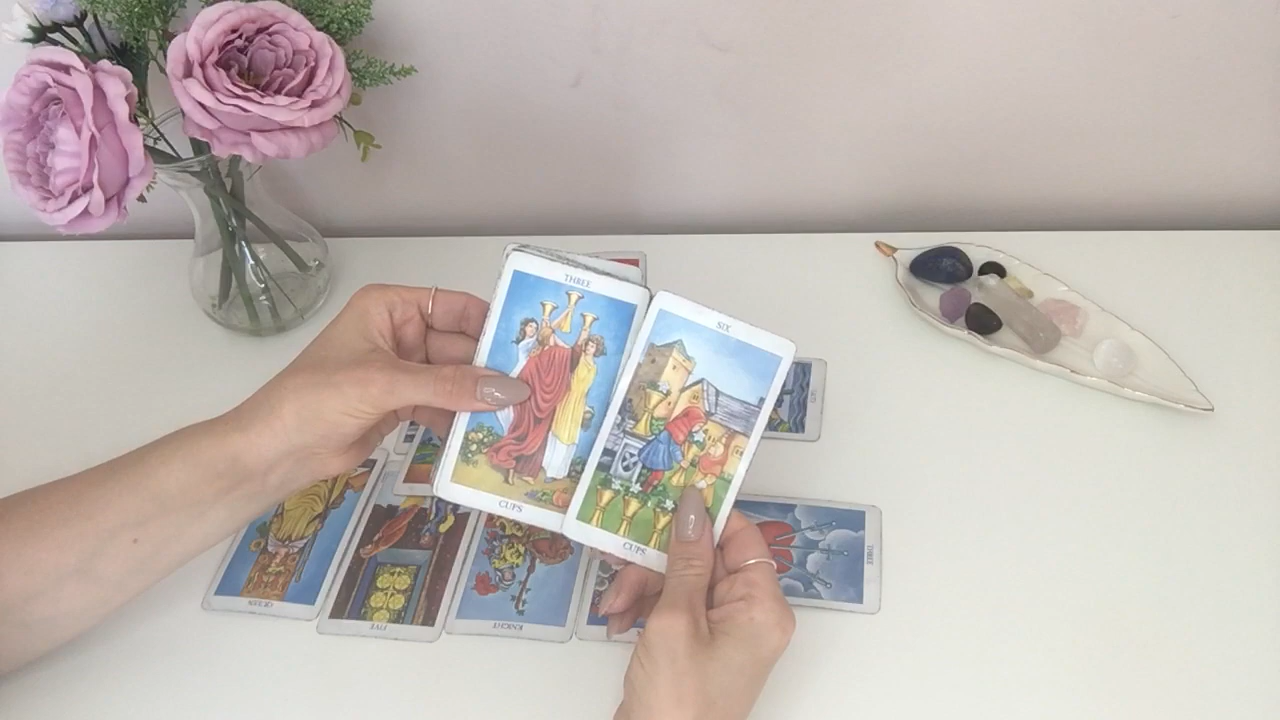 THREE
SIX
CUPS
CUPS
THREE
QUEEN
FIVE
KNIGHT